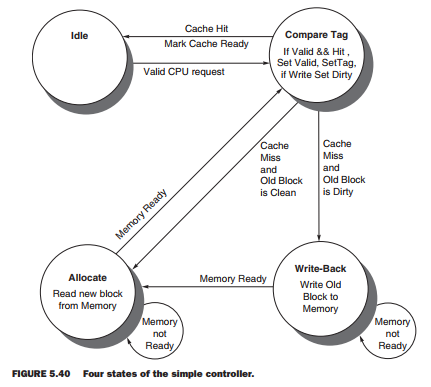 Idle
Cache Hit
Mark Cache Ready
Valid CPU request
Compare Tag
If Valid && Hit ,
Set Valid, SetTag,
if Write Set Dirty
Cache
Miss
and
Old Block
is Clean
Cache
Miss
and
Old Block
is Dirty
Memory Ready
Allocate
Read new block
from Memory
Memory Ready
Write-Back
Write Old
Block to
Memory
Memory
not
Ready
Memory
not
Ready
FIGURE 5.40 Four states of the simple controller.